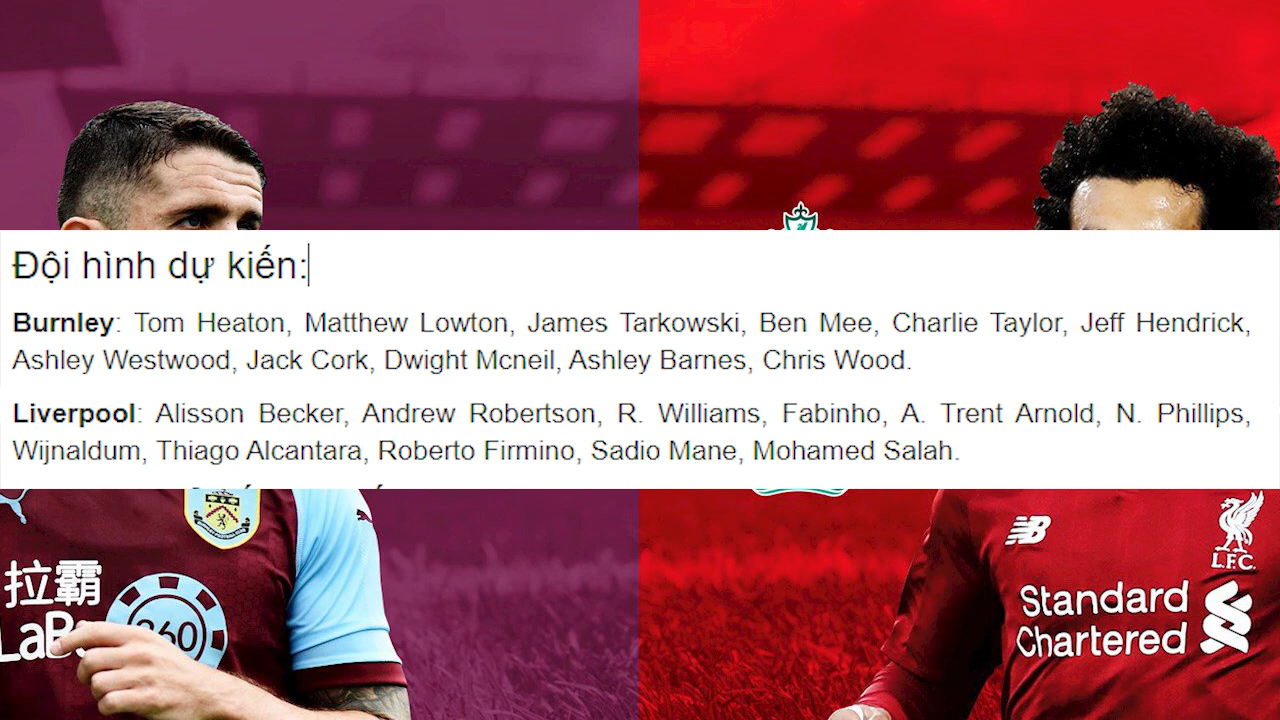 Đội hình dự kiến:
Burnley: Tom Heaton, Matthew Lowton, James Tarkowski, Ben Mee, Charlie Taylor, Jeff Hendrick,
Ashley Westwood, Jack Cork, Dwight Mcneil, Ashley Barnes, Chris Wood.
Liverpool: Alisson Becker, Andrew Robertson, R. Williams, Fabinho, A. Trent Arnold, N. Phillips,
Wijnaldum, Thiago Alcantara, Roberto Firmino, Sadio Mane, Mohamed Salah.
拉霸
360
NB
L.F.C.
Standard
Chartered